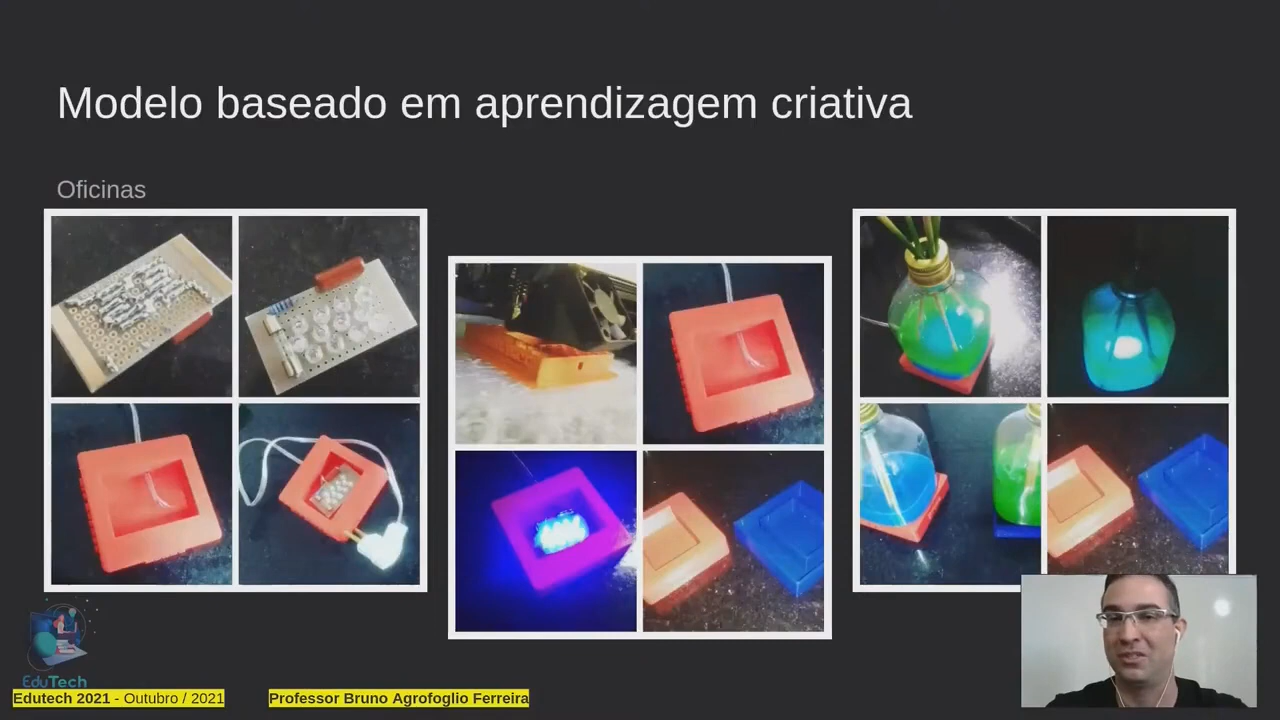 Modelo baseado em aprendizagem criativa
Oficinas
EduTech
Edutech 2021 - Outubro / 2021
Professor Bruno Agrofoglio Ferreira